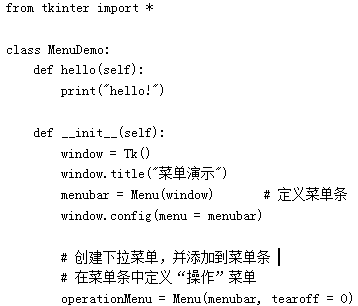 from tkinter import *
class MenuDemo:
    def hello(self):
        print("hello!")
    def __init__(self):
        window = Tk()
        window.title("菜单演示")
        menubar = Menu(window)      # 定义菜单条
        window.config(menu = menubar)
        # 创建下拉菜单，并添加到菜单条
        # 在菜单条中定义“操作”菜单
        operationMenu = Menu(menubar, tearoff = 0)